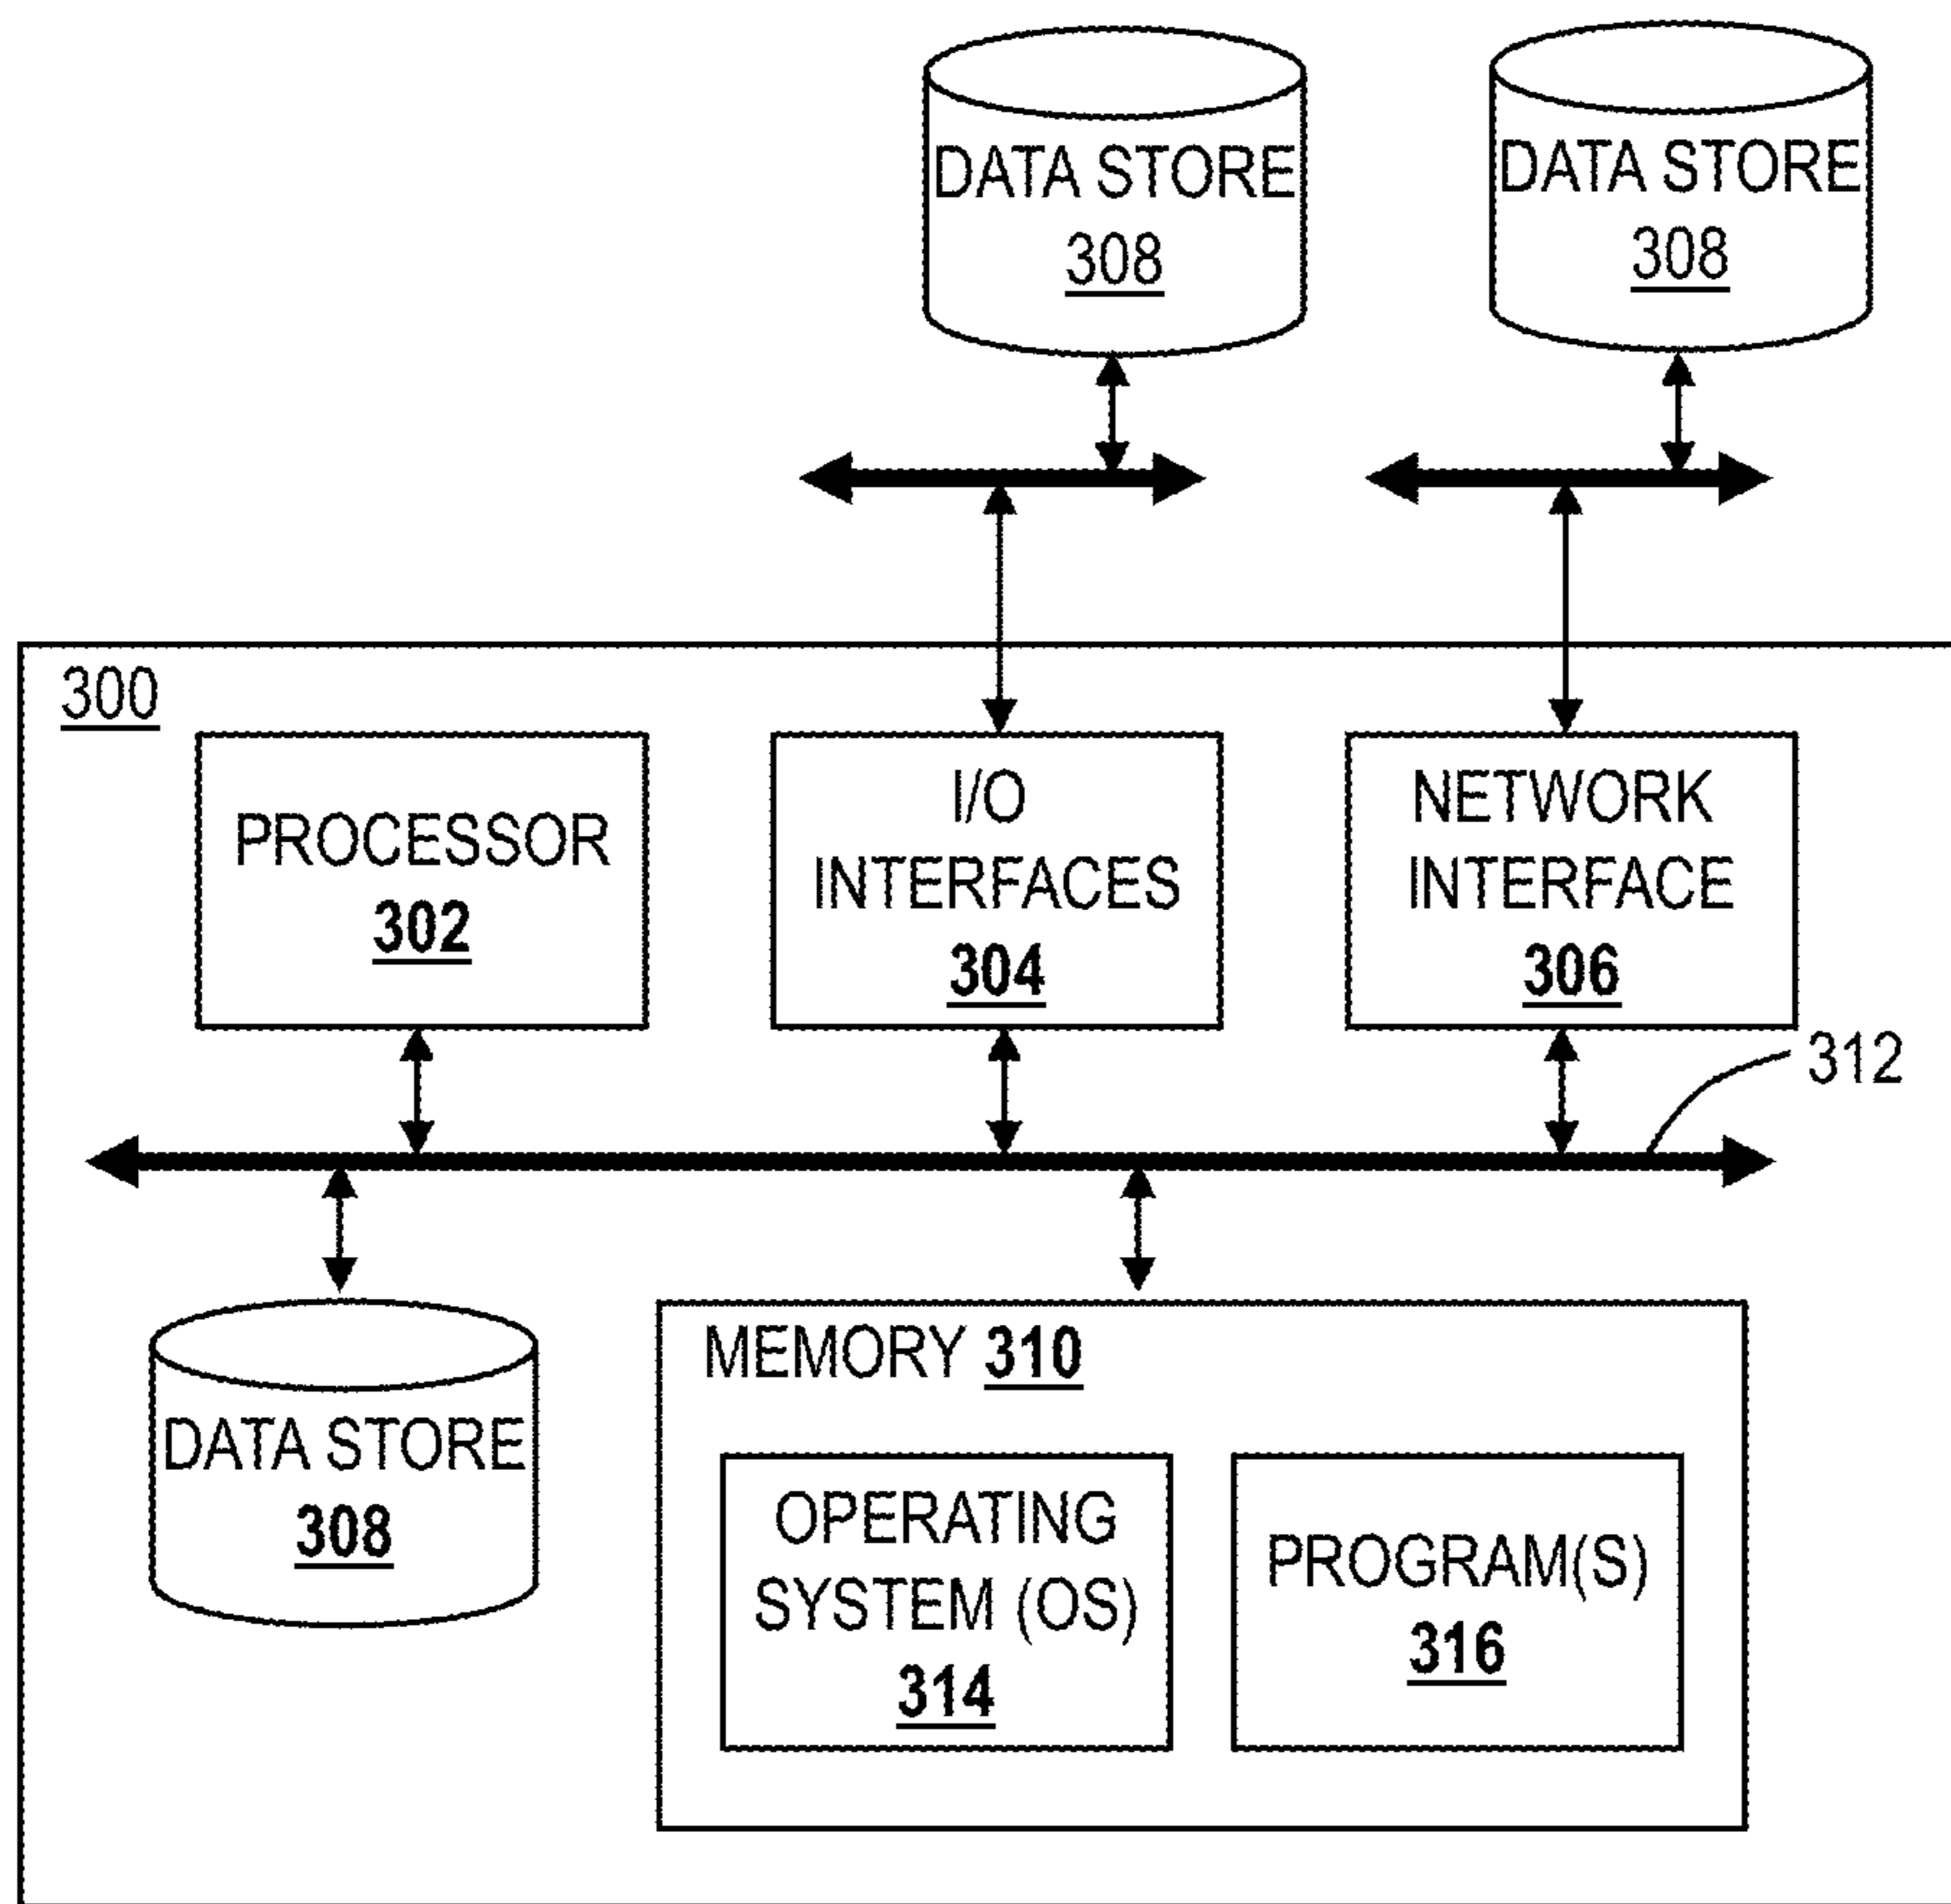 DATA STORE
308
DATA STORE
308
300
PROCESSOR
302
I/O
INTERFACES
304
NETWORK
INTERFACE
306
312
DATA STORE
308
MEMORY 310
OPERATING
SYSTEM (OS)
314
PROGRAM(S)
316